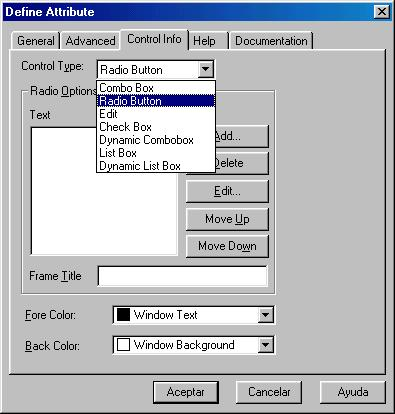 Define Attribute
General Advanced Control Info Help Documentation
Control Type: Radio Button
Combo Box
Radio Options Radio Button
Text Edit
Check Box Add...
Dynamic Combobox
List Box
Dynamic List Box Delete
Edit...
Move Up
Move Down
Frame Title
Fore Color: Window Text
Back Color: Window Background
Aceptar Cancelar Ayuda